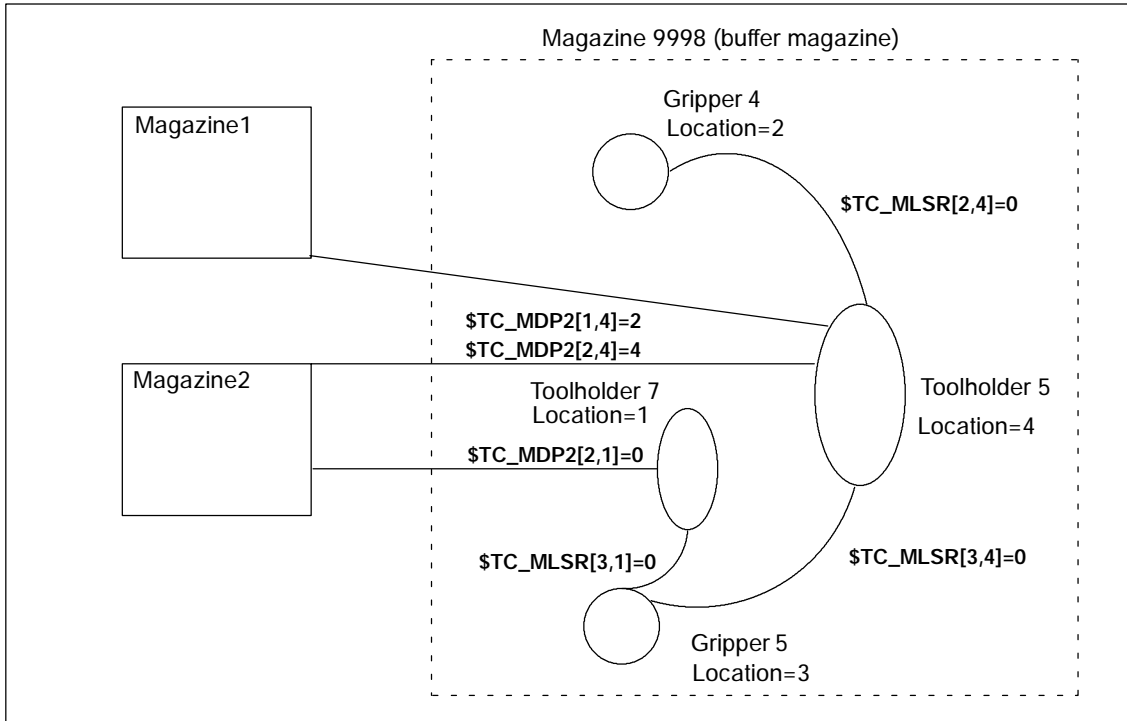 Magazine 9998 (buffer magazine)
Gripper 4
Location=2
Magazine1
$TC_MLSR[2,4]=0
$TC_MDP2[1,4]=2
$TC_MDP2[2,4]=4
Magazine2
Toolholder 7
Location=1
Toolholder 5
Location=4
$TC_MDP2[2,1]=0
$TC_MLSR[3,1]=0
$TC_MLSR[3,4]=0
Gripper 5
Location=3